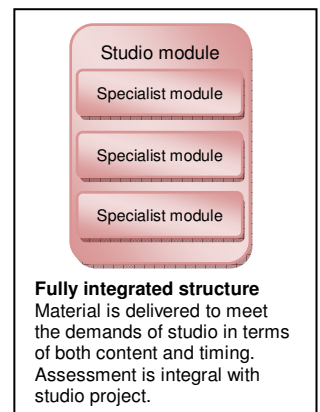 Studio module
Specialist module
Specialist module
Specialist module
Fully integrated structure
Material is delivered to meet
the demands of studio in terms
of both content and timing.
Assessment is integral with
studio project.